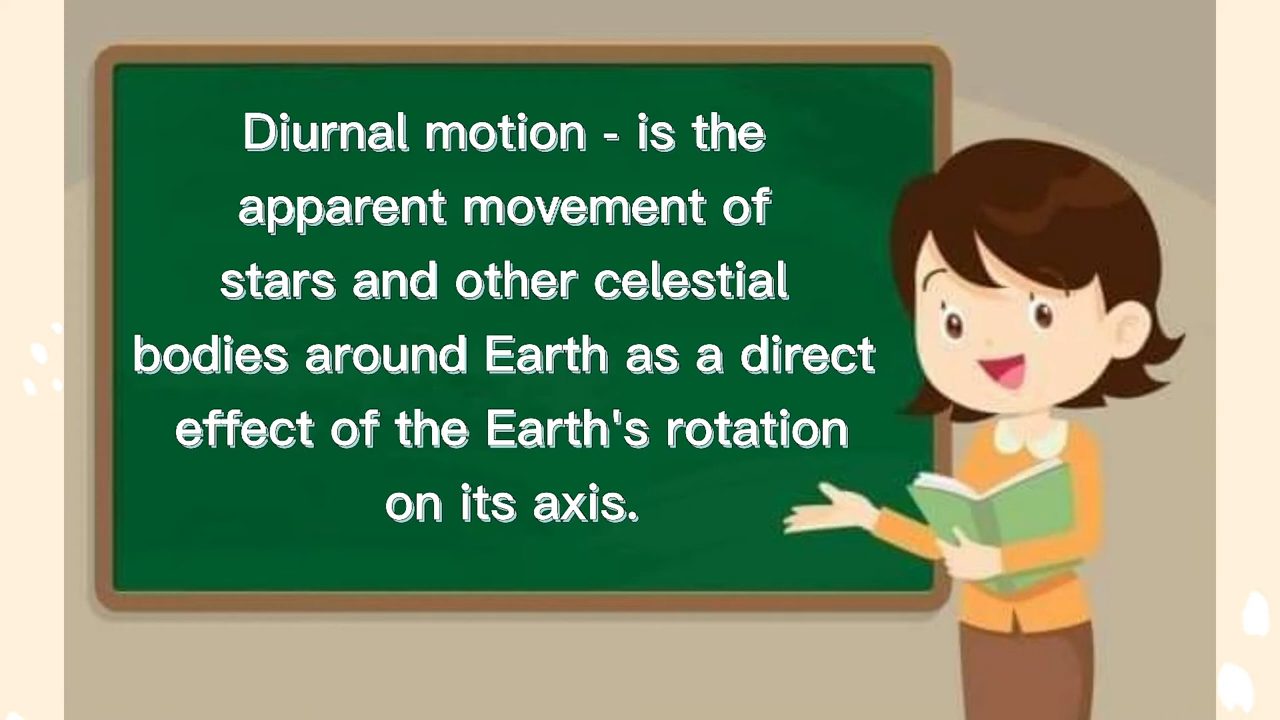 Diurnal motion - is the
apparent movement of
stars and other celestial
bodies around Earth as a direct
effect of the Earth's rotation
on its axis.